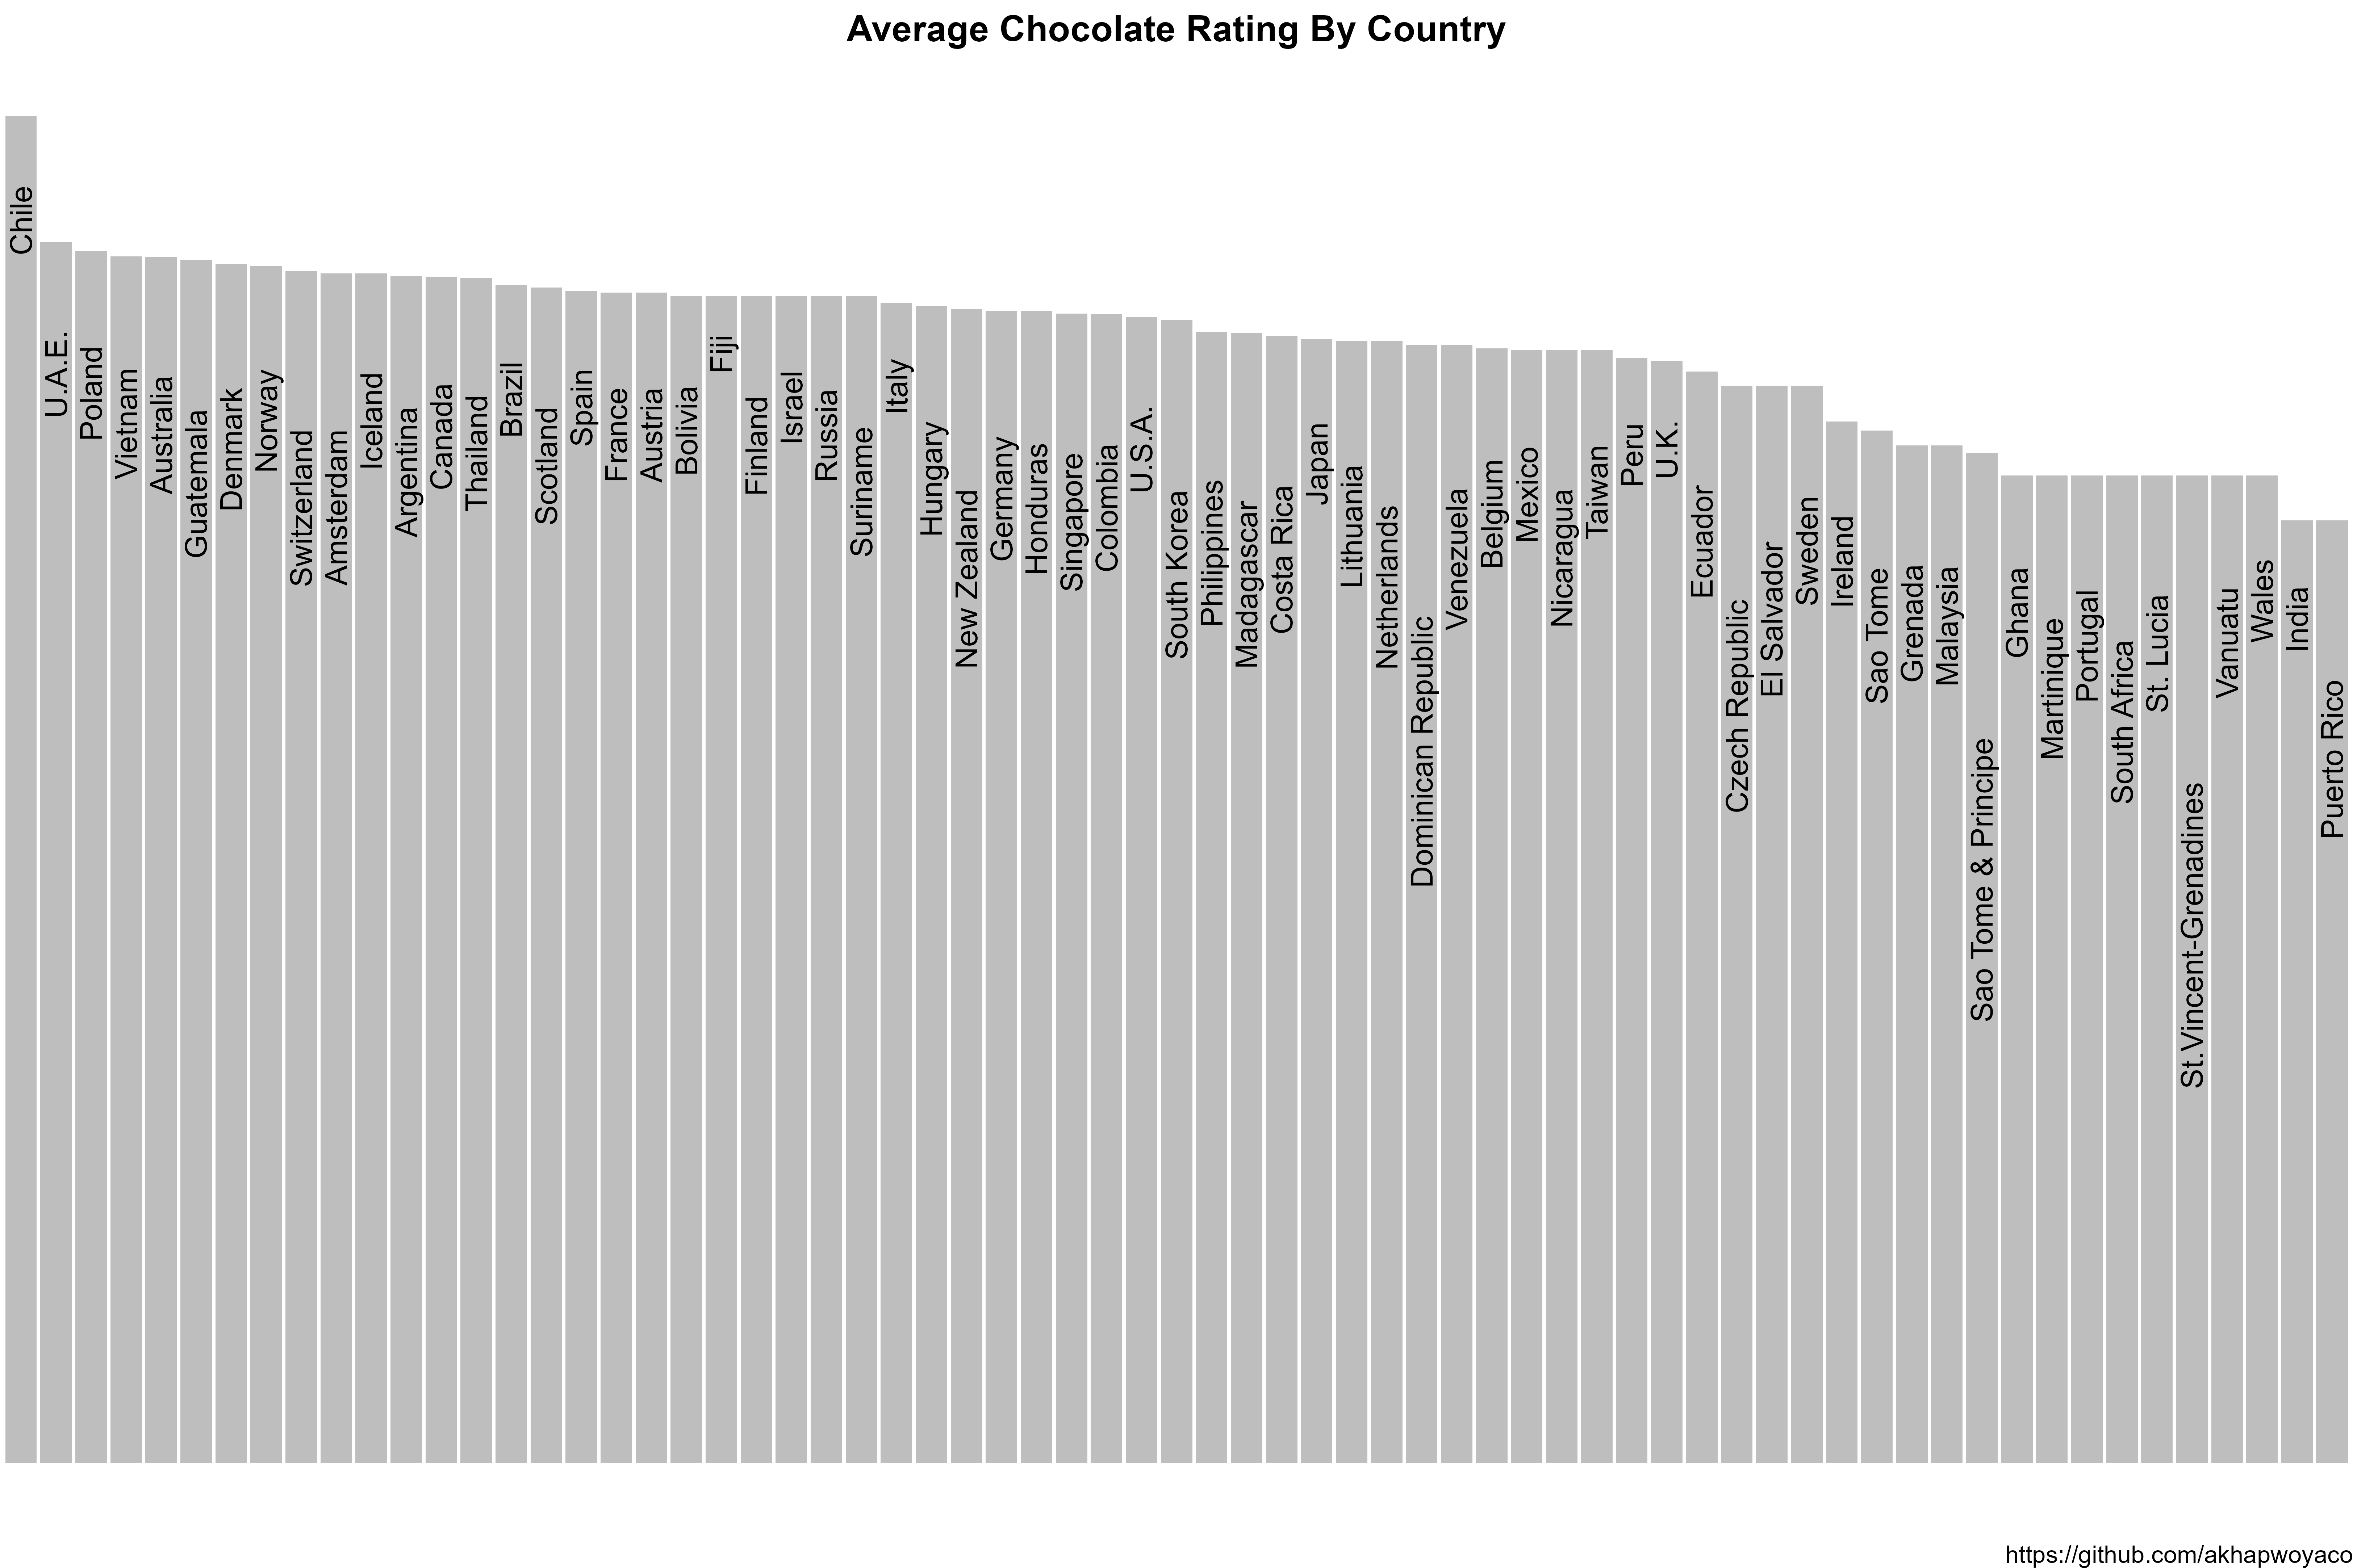 Average Chocolate Rating By Country
Chile
U.A.E.
Poland
Vietnam
Australia
Guatemala
Denmark
Norway
Switzerland
Amsterdam
Iceland
Argentina
Canada
Thailand
Brazil
Scotland
Spain
France
Austria
Bolivia
Fiji
Finland
Israel
Russia
Suriname
Italy
Hungary
New Zealand
Germany
Honduras
Singapore
Colombia
U.S.A.
South Korea
Philippines
Madagascar
Costa Rica
Japan
Lithuania
Netherlands
Dominican Republic
Venezuela
Belgium
Mexico
Nicaragua
Taiwan
Peru
U.K.
Ecuador
Czech Republic
El Salvador
Sweden
Ireland
Sao Tome
Grenada
Malaysia
Sao Tome & Principe
Ghana
Martinique
Portugal
South Africa
St. Lucia
St.Vincent-Grenadines
Vanuatu
Wales
India
Puerto Rico
https://github.com/akhapwoyaco